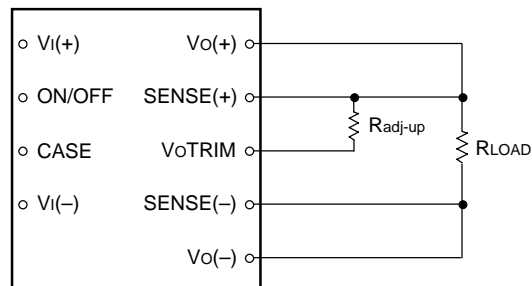 VI(+) VO(+)
ON/OFF SENSE(+)
Radj-up
CASE VOTRIM
RLOAD
VI(–) SENSE(–)
VO(–)